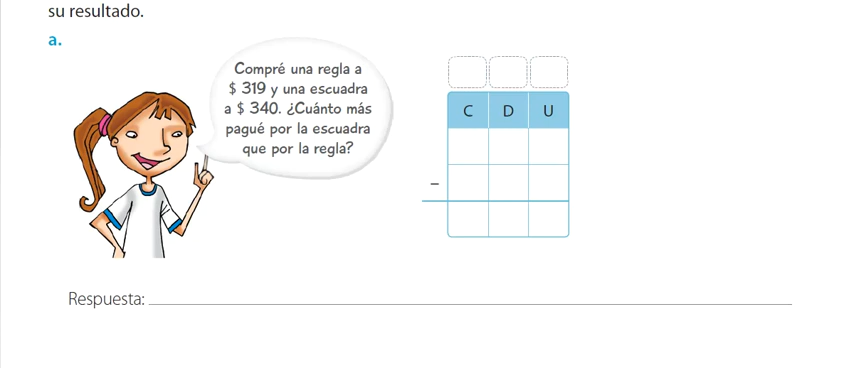 su resultado.
a.
Compré una regla a
$ 319 y una escuadra
a $ 340. ¿Cuánto más
pagué por la escuadra
que por la regla?
C D U
–
Respuesta: